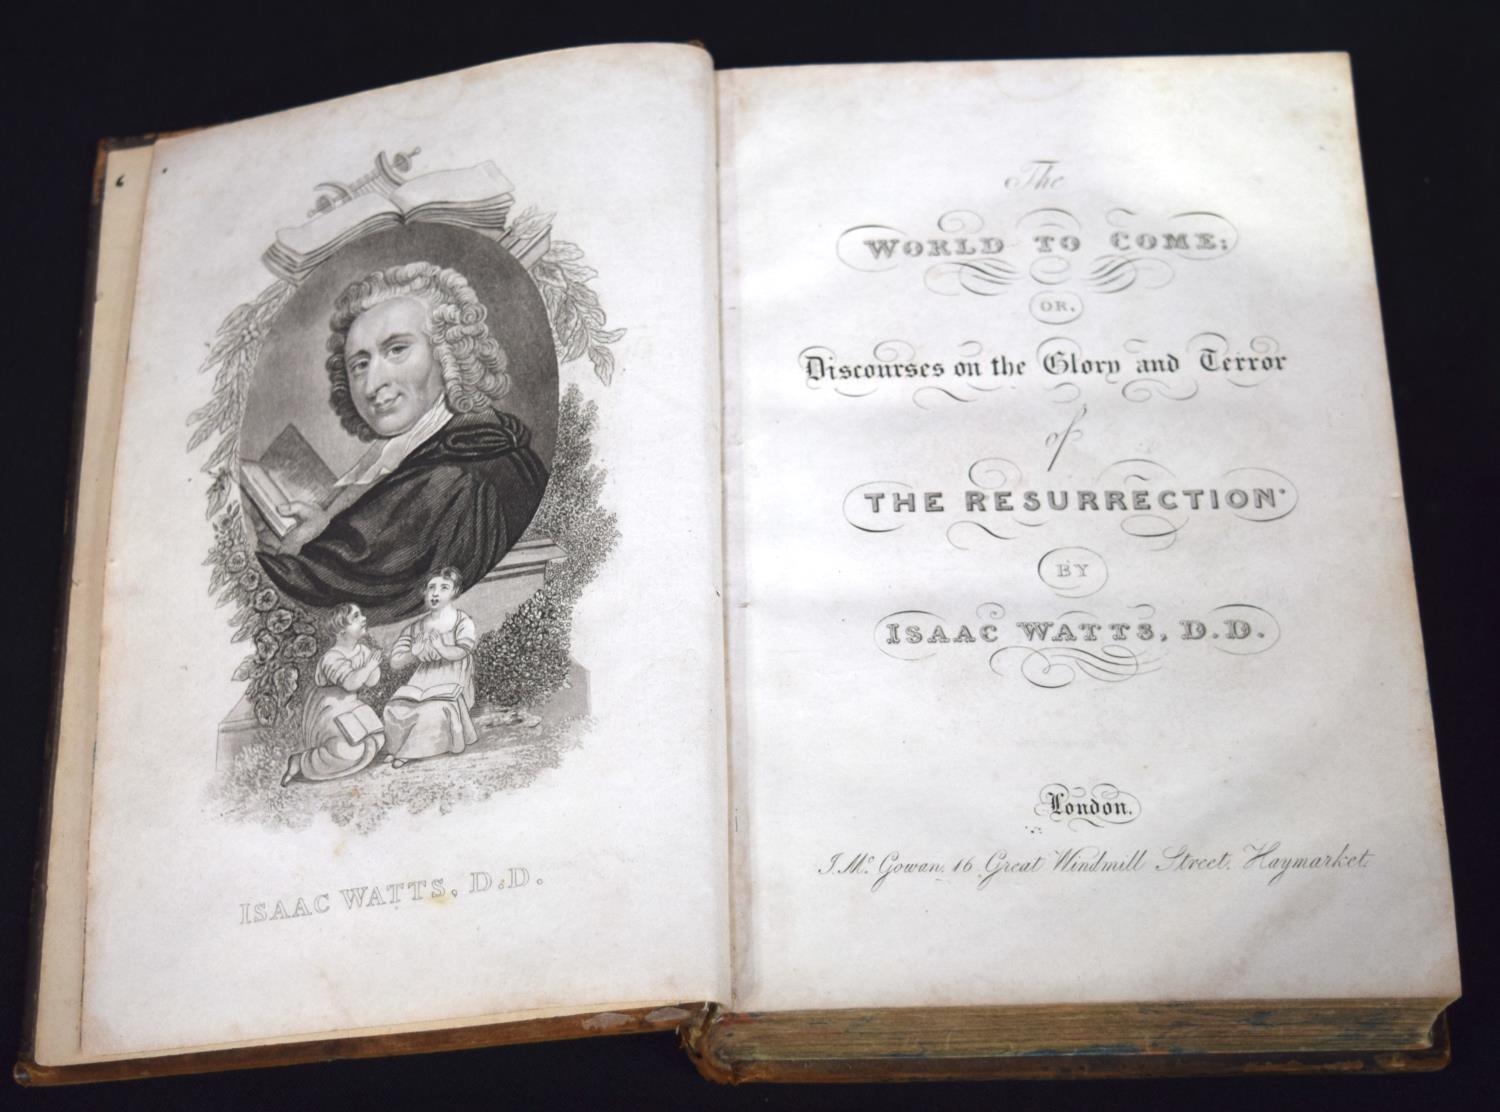 ISAAC WATTS, D.D.
The
WORLD TO COME;
OR,
Discourses on the Glory and Terror
of
THE RESURRECTION.
BY
ISAAC WATTS, D.D.
London.
J. Mc. Gowan, 16 Great Windmill Street, Haymarket.